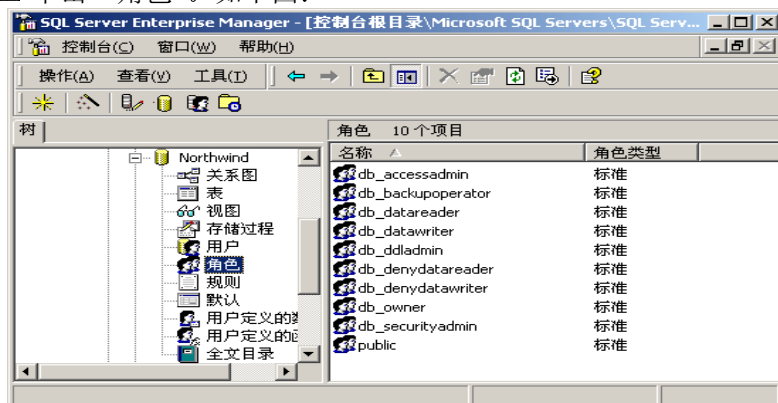 SQL Server Enterprise Manager - [控制台根目录\Microsoft SQL Servers\SQL Serv...
控制台(C) 窗口(W) 帮助(H)
操作(A) 查看(V) 工具(T)
树
角色 10 个项目
名称 角色类型
Northwind
关系图
表
视图
存储过程
用户
角色
规则
默认
用户定义的
用户定义的
全文目录
db_accessadmin 标准
db_backupoperator 标准
db_datareader 标准
db_datawriter 标准
db_ddladmin 标准
db_denydatareader 标准
db_denydatawriter 标准
db_owner 标准
db_securityadmin 标准
public 标准